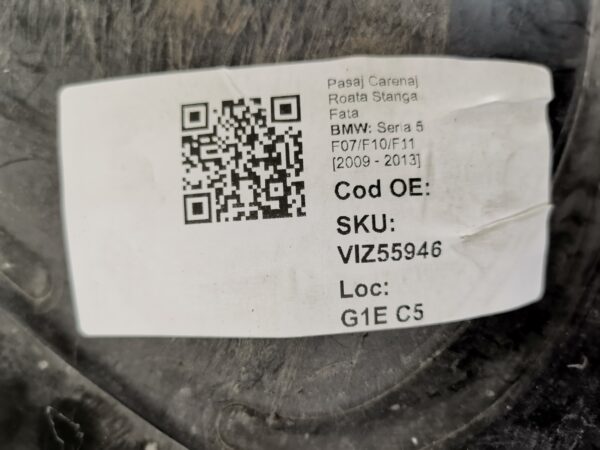 Pasaj Carenaj
Roata Stanga
Fata
BMW: Seria 5
F07/F10/F11
[2009 - 2013]
Cod OE:
SKU:
VIZ55946
Loc:
G1E C5